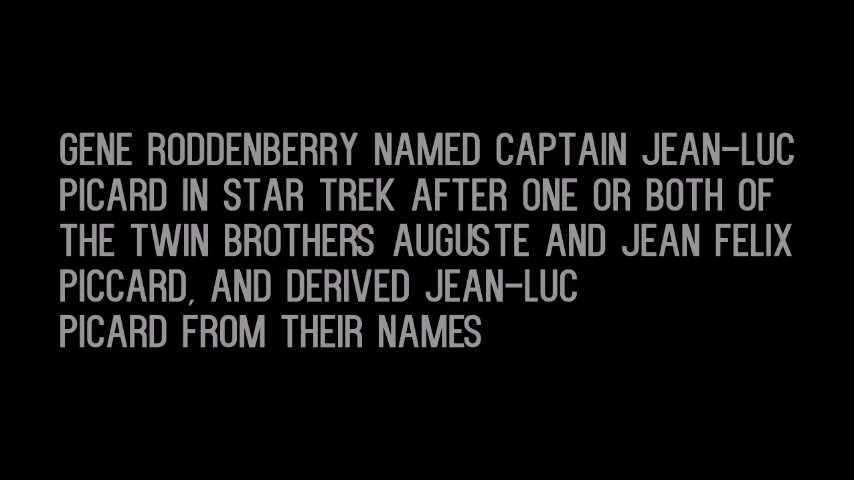 GENE RODDENBERRY NAMED CAPTAIN JEAN-LUC
PICARD IN STAR TREK AFTER ONE OR BOTH OF
THE TWIN BROTHERS AUGUSTE AND JEAN FELIX
PICCARD, AND DERIVED JEAN-LUC
PICARD FROM THEIR NAMES